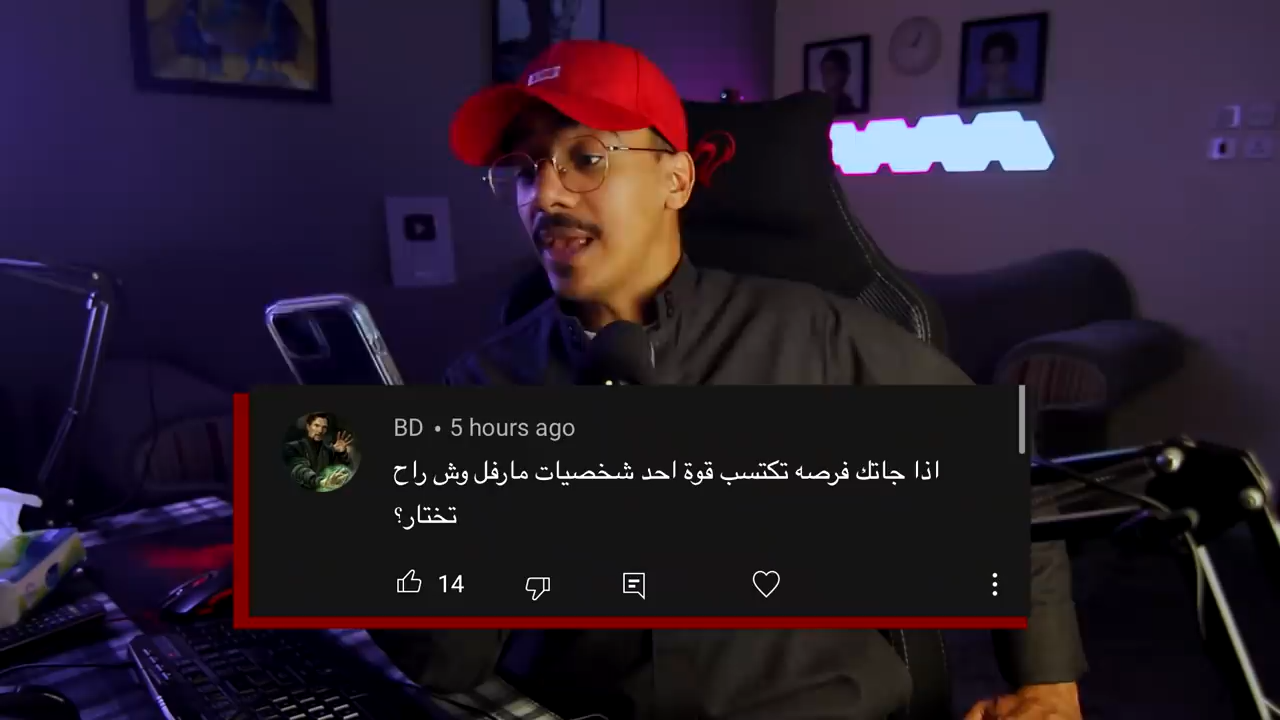 BD • 5 hours ago
اذا جاتك فرصه تكتسب قوة احد شخصيات مارفل وش راح
تختار؟
14